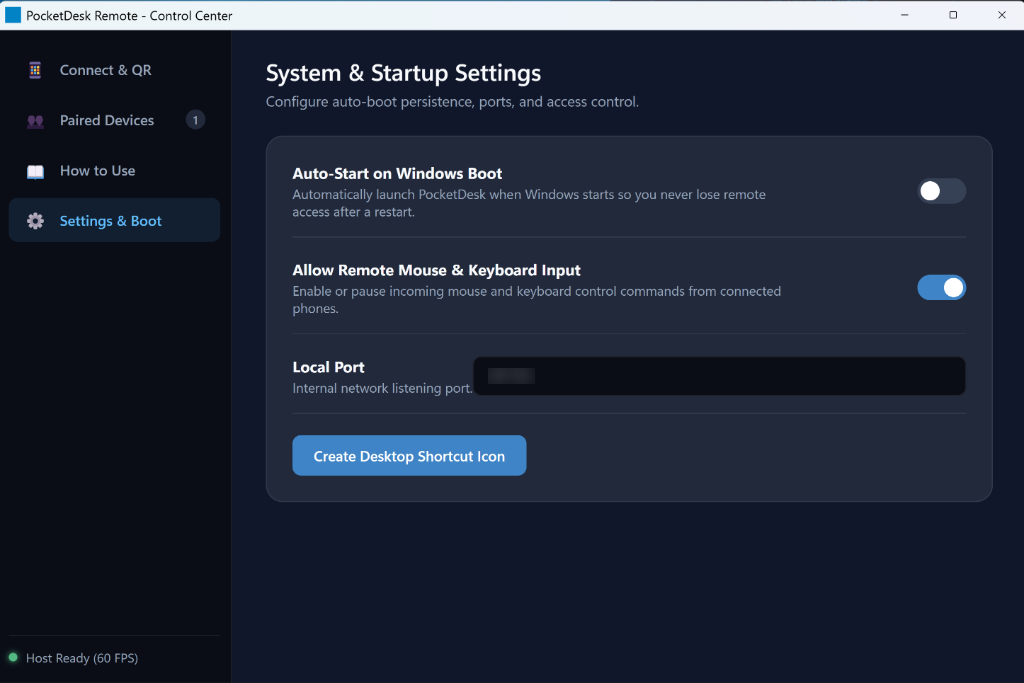 PocketDesk Remote - Control Center
Connect & QR
Paired Devices
1
How to Use
Settings & Boot
Host Ready (60 FPS)
System & Startup Settings
Configure auto-boot persistence, ports, and access control.
Auto-Start on Windows Boot
Automatically launch PocketDesk when Windows starts so you never lose remote
access after a restart.
Allow Remote Mouse & Keyboard Input
Enable or pause incoming mouse and keyboard control commands from connected
phones.
Local Port
Internal network listening port.
Create Desktop Shortcut Icon